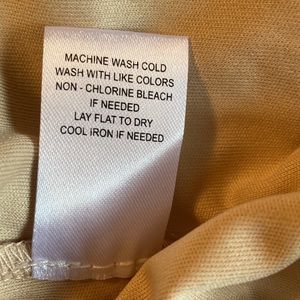 MACHINE WASH COLD
WASH WITH LIKE COLORS
NON - CHLORINE BLEACH
IF NEEDED
LAY FLAT TO DRY
COOL IRON IF NEEDED